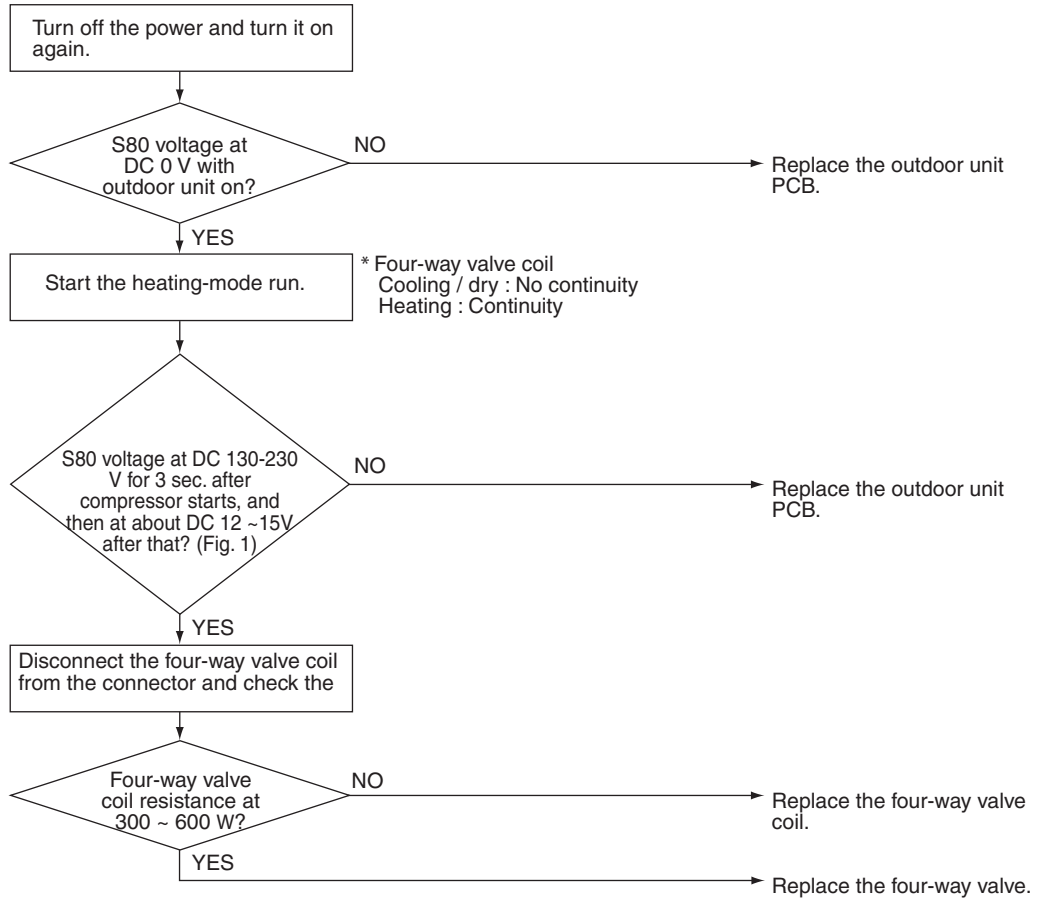 Turn off the power and turn it on
again.
S80 voltage at
DC 0 V with
outdoor unit on?
NO
Replace the outdoor unit
PCB.
YES
Start the heating-mode run.
* Four-way valve coil
Cooling / dry : No continuity
Heating : Continuity
S80 voltage at DC 130-230
V for 3 sec. after
compressor starts, and
then at about DC 12 ~15V
after that? (Fig. 1)
NO
Replace the outdoor unit
PCB.
YES
Disconnect the four-way valve coil
from the connector and check the
Four-way valve
coil resistance at
300 ~ 600 W?
NO
Replace the four-way valve
coil.
YES
Replace the four-way valve.